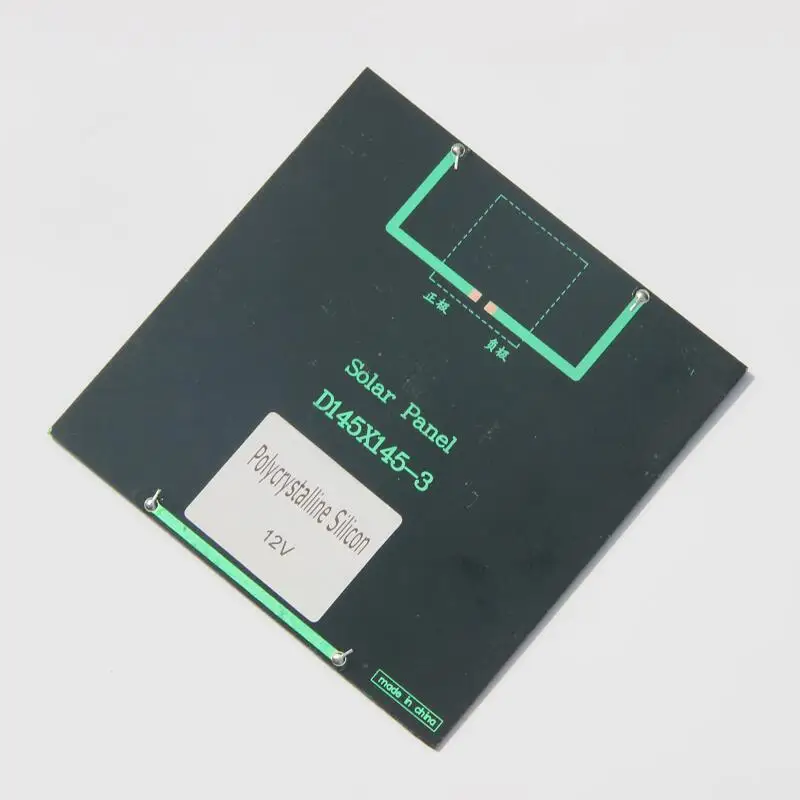 正极
负极
Solar Panel
D145X145-3
Polycrystalline Silicon
12V
made in china